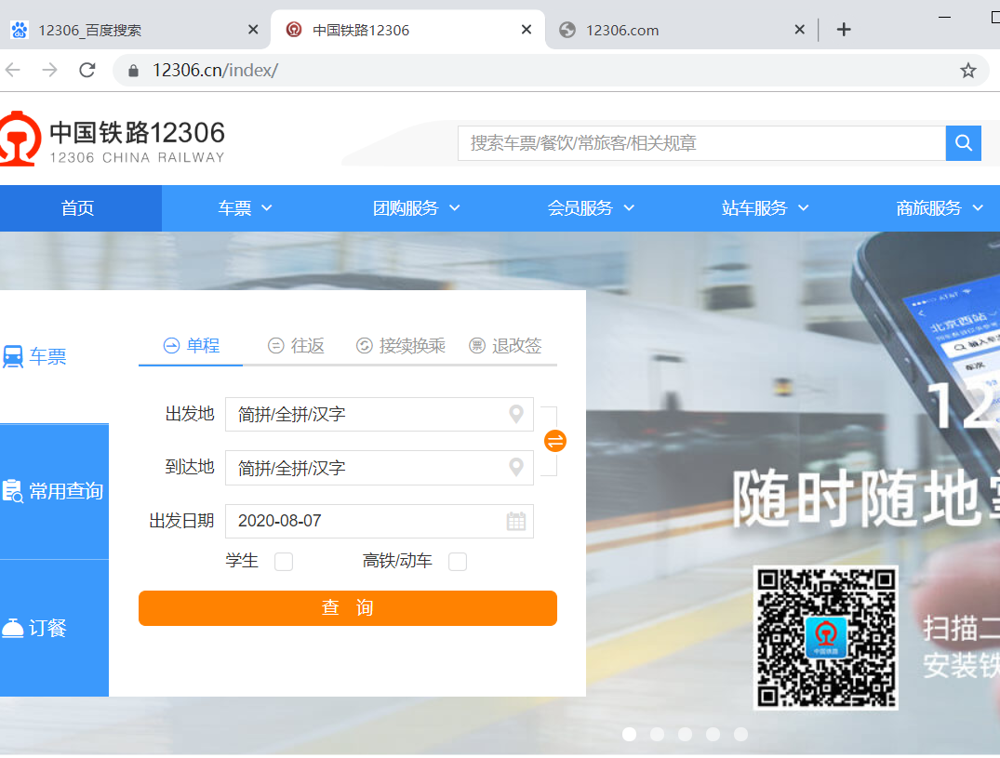 12306_百度搜索
中国铁路12306
12306.com
12306.cn/index/
中国铁路12306
12306 CHINA RAILWAY
搜索车票/餐饮/常旅客/相关规章
首页
车票
团购服务
会员服务
站车服务
商旅服务
AT&T
北京西站
车票
单程
往返
接续换乘
退改签
出发地
简拼/全拼/汉字
到达地
简拼/全拼/汉字
出发日期
2020-08-07
学生
高铁/动车
查 询
常用查询
订餐
12
随时随地
扫描二
安装铁
中国铁路